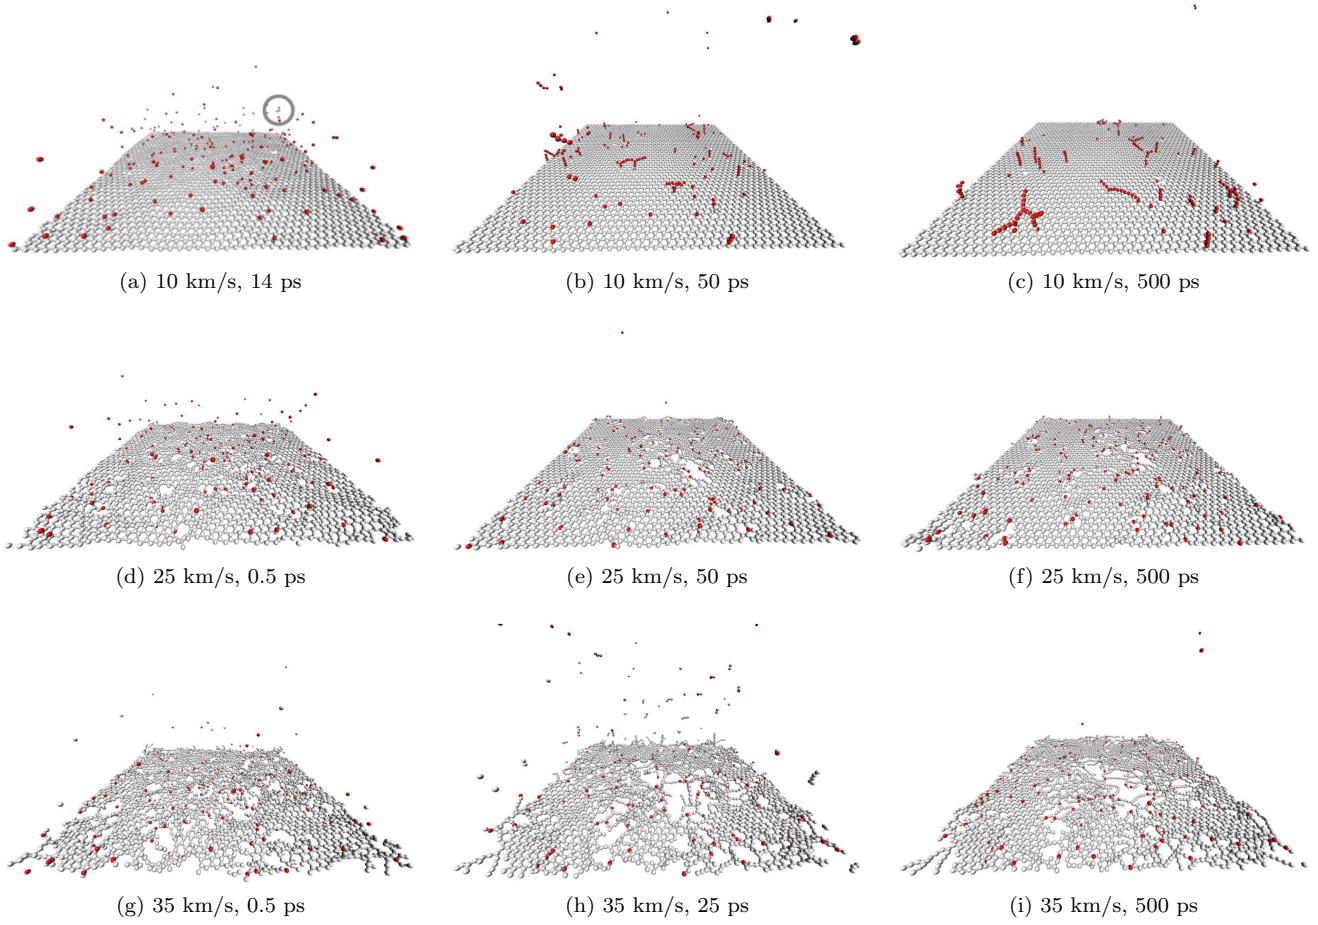 (a) 10 km/s, 14 ps
(b) 10 km/s, 50 ps
(c) 10 km/s, 500 ps
(d) 25 km/s, 0.5 ps
(e) 25 km/s, 50 ps
(f) 25 km/s, 500 ps
(g) 35 km/s, 0.5 ps
(h) 35 km/s, 25 ps
(i) 35 km/s, 500 ps